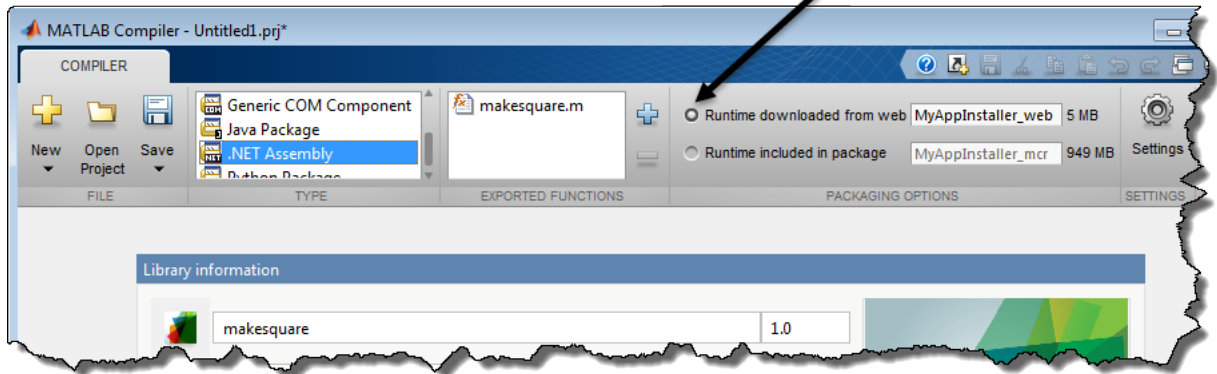 MATLAB Compiler - Untitled1.prj*
COMPILER
New
Open Project
Save
FILE
Generic COM Component
Java Package
.NET Assembly
Python Package
TYPE
makesquare.m
EXPORTED FUNCTIONS
Runtime downloaded from web MyAppInstaller_web 5 MB
Runtime included in package MyAppInstaller_mcr 949 MB
PACKAGING OPTIONS
Settings
SETTINGS
Library information
makesquare 1.0